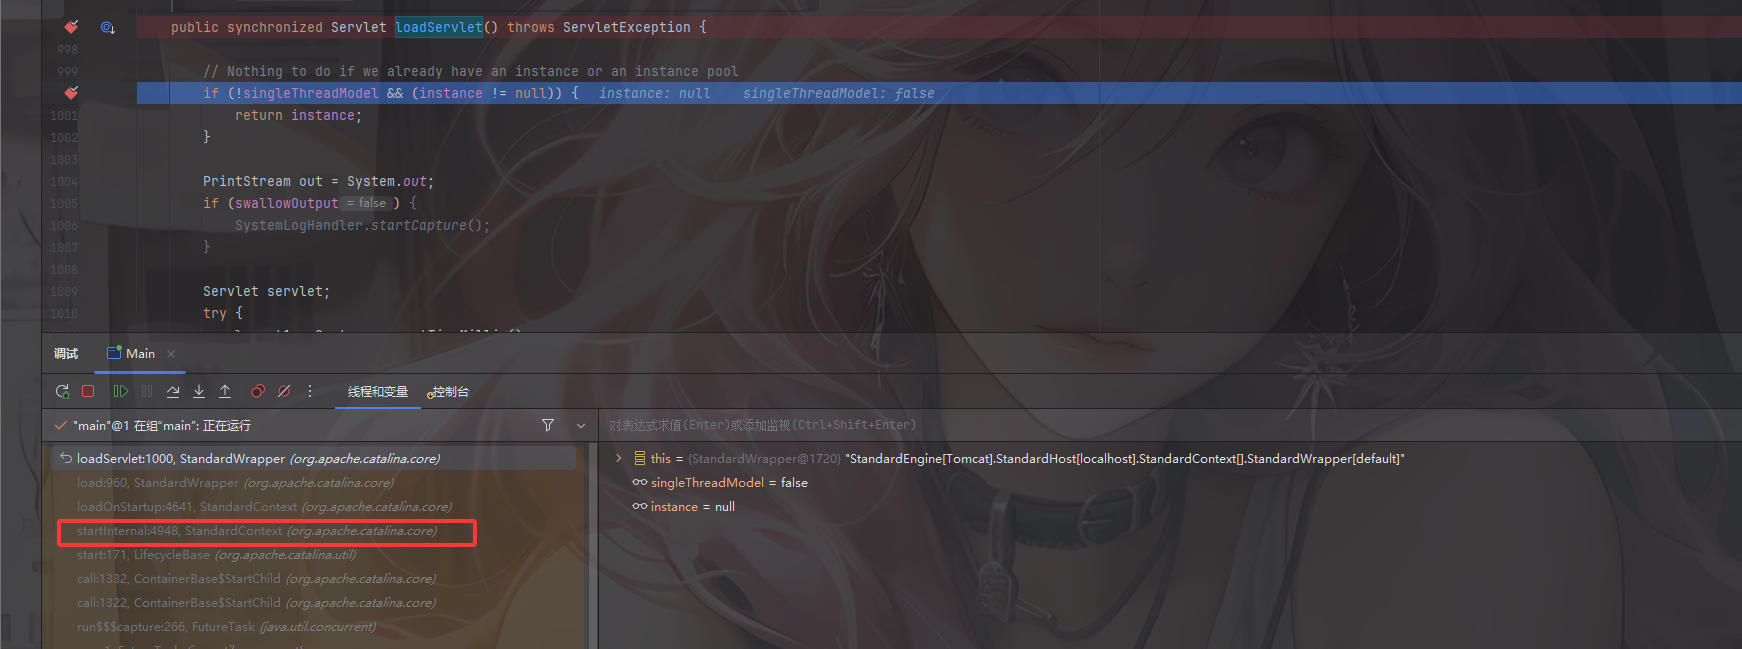 public synchronized Servlet loadServlet() throws ServletException {
998
999 // Nothing to do if we already have an instance or an instance pool
if (!singleThreadModel && (instance != null)) { instance: null singleThreadModel: false
1001 return instance;
1002 }
1003
1004 PrintStream out = System.out;
1005 if (swallowOutput = false ) {
1006 SystemLogHandler.startCapture();
1007 }
1008
1009 Servlet servlet;
1010 try {
调试 Main
线程和变量 控制台
"main"@1 在组"main": 正在运行
对表达式求值(Enter)或添加监视(Ctrl+Shift+Enter)
loadServlet:1000, StandardWrapper (org.apache.catalina.core)
load:960, StandardWrapper (org.apache.catalina.core)
loadOnStartup:4641, StandardContext (org.apache.catalina.core)
startInternal:4948, StandardContext (org.apache.catalina.core)
start:171, LifecycleBase (org.apache.catalina.util)
call:1332, ContainerBase$StartChild (org.apache.catalina.core)
call:1322, ContainerBase$StartChild (org.apache.catalina.core)
run$$$capture:266, FutureTask (java.util.concurrent)
this = {StandardWrapper@1720} "StandardEngine[Tomcat].StandardHost[localhost].StandardContext[].StandardWrapper[default]"
singleThreadModel = false
instance = null